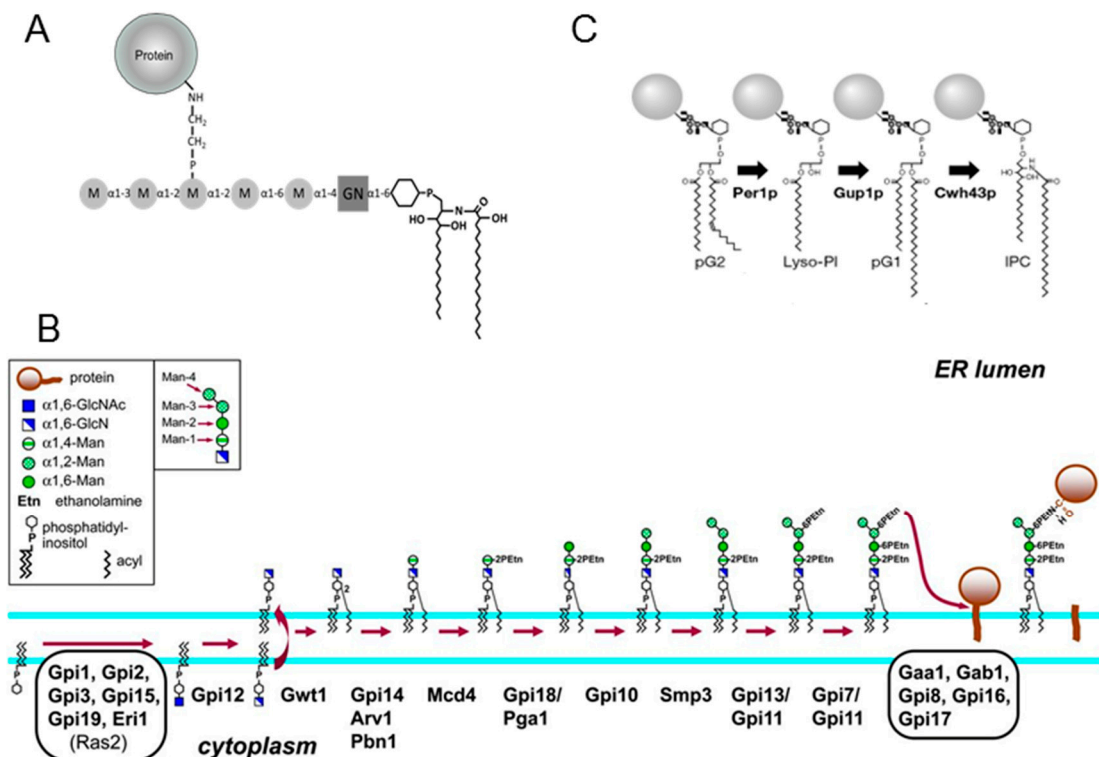 A
Protein
NH
CH2
CH2
P
M α1-3 M α1-2 M α1-2 M α1-6 M α1-4 GN α1-6 P
N O
HO OH OH
C
P
O
O O
O O
P
O
O OH
O
P
O
O O
O O
P
O
H
N
OH
HO O
Per1p Gup1p Cwh43p
pG2 Lyso-PI pG1 IPC
B
ER lumen
protein
α1,6-GlcNAc
α1,6-GlcN
α1,4-Man
α1,2-Man
α1,6-Man
Etn ethanolamine
phosphatidyl-
inositol
P
acyl
Man-4
Man-3
Man-2
Man-1
P
P
P
P
2
P
P
2PEtn
P
2PEtn
P
2PEtn
P
2PEtn
P
6PEtn
2PEtn
P
6PEtn
6PEtn
2PEtn
P
6PEtN-C
H O
6PEtn
2PEtn
P
Gpi1, Gpi2,
Gpi3, Gpi15,
Gpi19, Eri1
(Ras2)
Gpi12
Gwt1
Gpi14
Arv1
Pbn1
Mcd4
Gpi18/
Pga1
Gpi10
Smp3
Gpi13/
Gpi11
Gpi7/
Gpi11
Gaa1, Gab1,
Gpi8, Gpi16,
Gpi17
cytoplasm